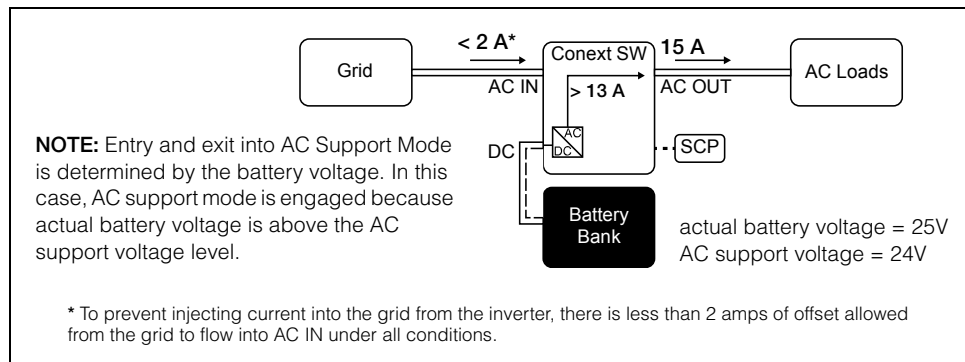 < 2 A*
Conext SW
15 A
Grid
AC Loads
AC IN
AC OUT
> 13 A
NOTE: Entry and exit into AC Support Mode
is determined by the battery voltage. In this
case, AC support mode is engaged because
actual battery voltage is above the AC
support voltage level.
AC
DC
DC
SCP
Battery
Bank
actual battery voltage = 25V
AC support voltage = 24V
* To prevent injecting current into the grid from the inverter, there is less than 2 amps of offset allowed
from the grid to flow into AC IN under all conditions.